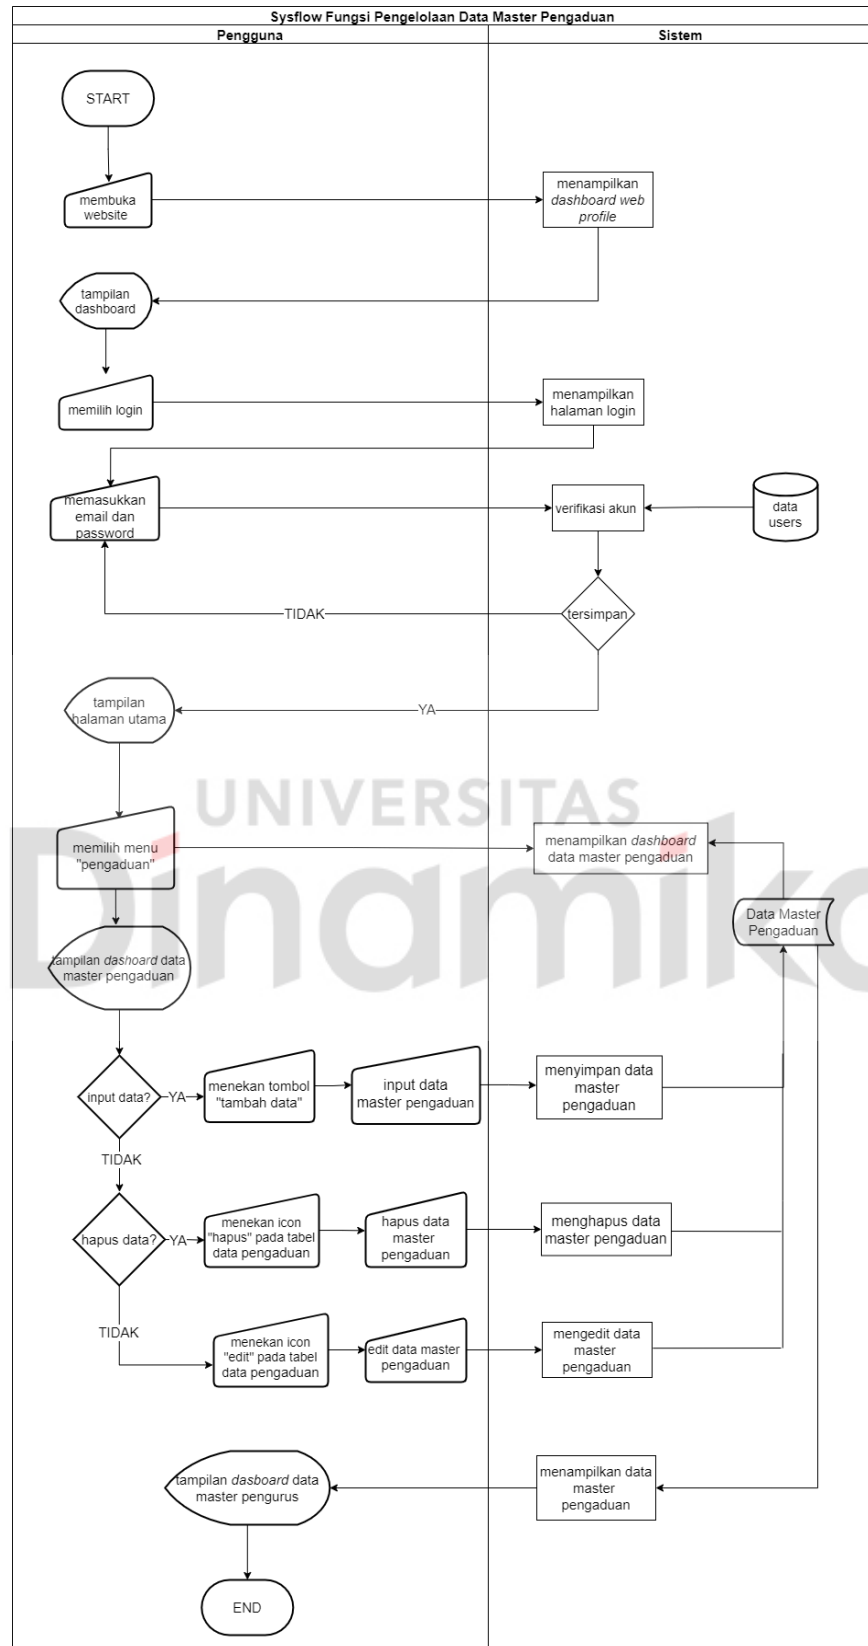 Sysflow Fungsi Pengelolaan Data Master Pengaduan
Pengguna
Sistem
START
membuka
website
menampilkan
dashboard web
profile
tampilan
dashboard
memilih login
menampilkan
halaman login
memasukkan
email dan
password
verifikasi akun
data
users
TIDAK
tersimpan
tampilan
halaman utama
YA
UNIVERSITAS
Dinamika
memilih menu
"pengaduan"
menampilkan dashboard
data master pengaduan
Data Master
Pengaduan
tampilan dashoard data
master pengaduan
input data?
YA
menekan tombol
"tambah data"
input data
master pengaduan
menyimpan data
master
pengaduan
TIDAK
hapus data?
YA
menekan icon
"hapus" pada tabel
data pengaduan
hapus data
master
pengaduan
menghapus data
master pengaduan
TIDAK
menekan icon
"edit" pada tabel
data pengaduan
edit data master
pengaduan
mengedit data
master
pengaduan
tampilan dasboard data
master pengurus
menampilkan data
master
pengaduan
END